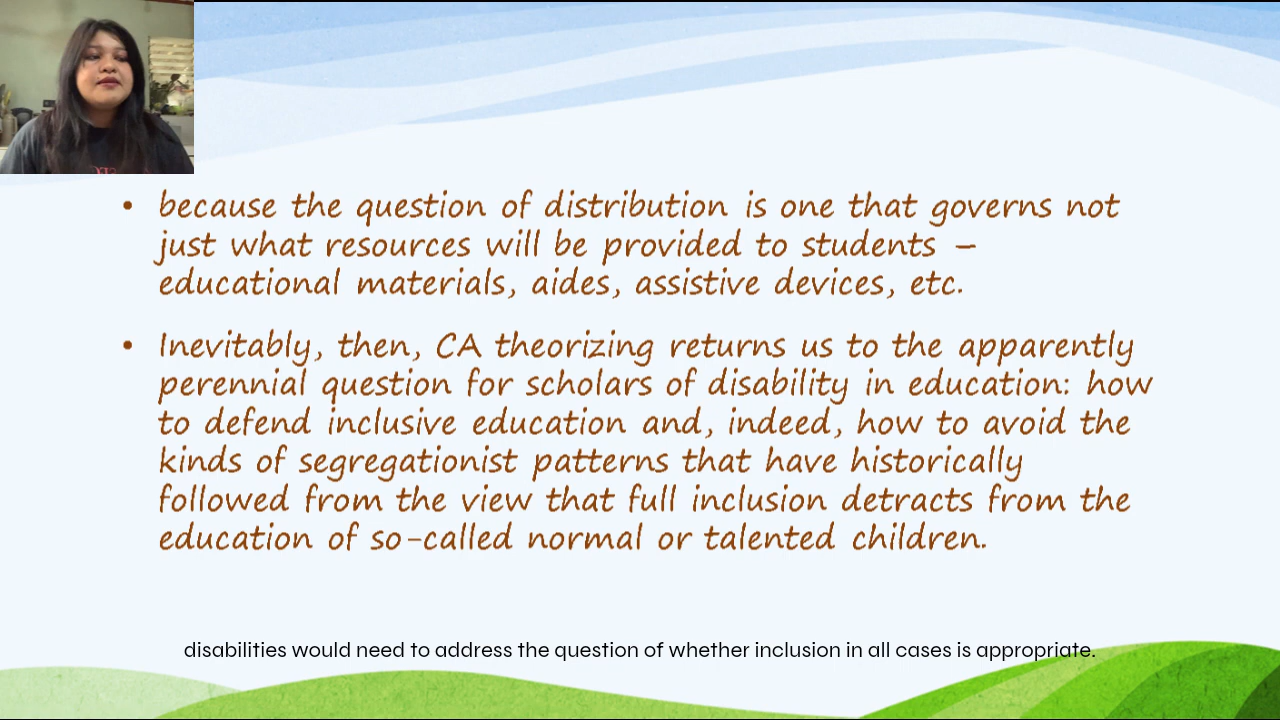 • because the question of distribution is one that governs not
just what resources will be provided to students –
educational materials, aides, assistive devices, etc.
• Inevitably, then, CA theorizing returns us to the apparently
perennial question for scholars of disability in education: how
to defend inclusive education and, indeed, how to avoid the
kinds of segregationist patterns that have historically
followed from the view that full inclusion detracts from the
education of so-called normal or talented children.
disabilities would need to address the question of whether inclusion in all cases is appropriate.